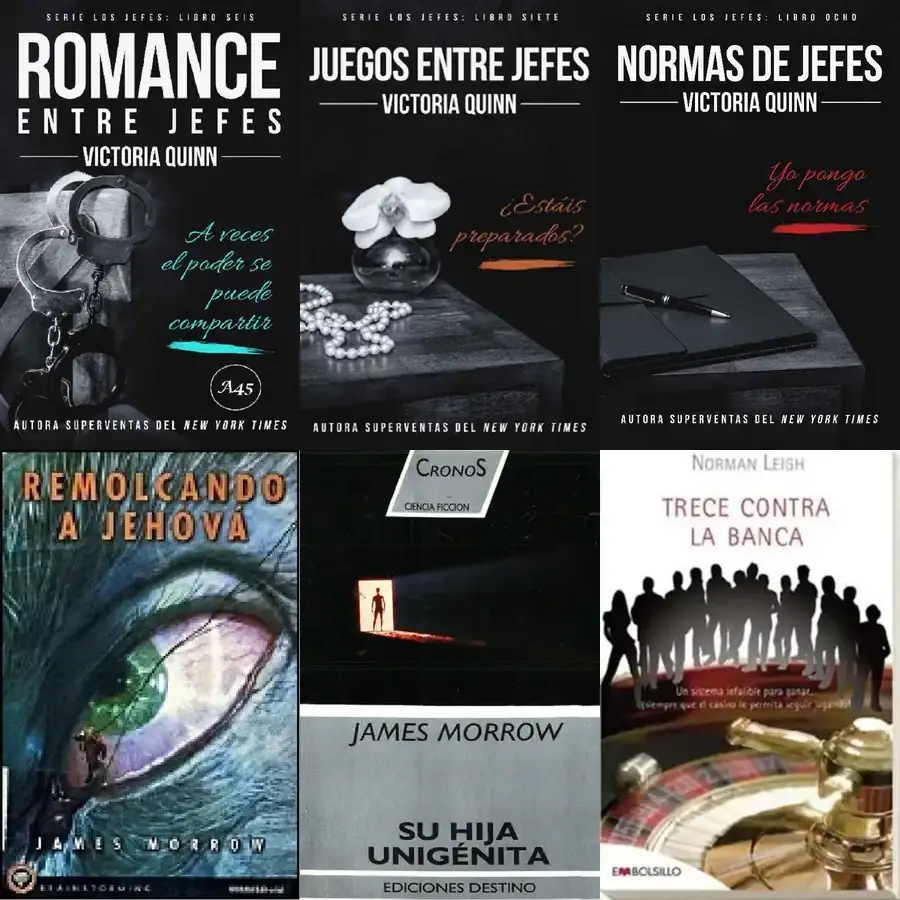 SERIE LOS JEFES: LIBRO SEIS
ROMANCE
ENTRE JEFES
VICTORIA QUINN
A veces
el poder se
puede
compartir
A45
AUTORA SUPERVENTAS DEL NEW YORK TIMES
SERIE LOS JEFES: LIBRO SIETE
JUEGOS ENTRE JEFES
VICTORIA QUINN
¿Estáis
preparados?
AUTORA SUPERVENTAS DEL NEW YORK TIMES
SERIE LOS JEFES: LIBRO OCHO
NORMAS DE JEFES
VICTORIA QUINN
Yo pongo
las normas
AUTORA SUPERVENTAS DEL NEW YORK TIMES
REMOLCANDO
A JEHOVÁ
JAMES MORROW
BRAINSTORMING
CRONOS
CIENCIA FICCION
JAMES MORROW
SU HIJA
UNIGÉNITA
EDICIONES DESTINO
NORMAN LEIGH
TRECE CONTRA
LA BANCA
Un sistema infalible para ganar...
(siempre que el casino le permita seguir jugando)
EMBOLSILLO